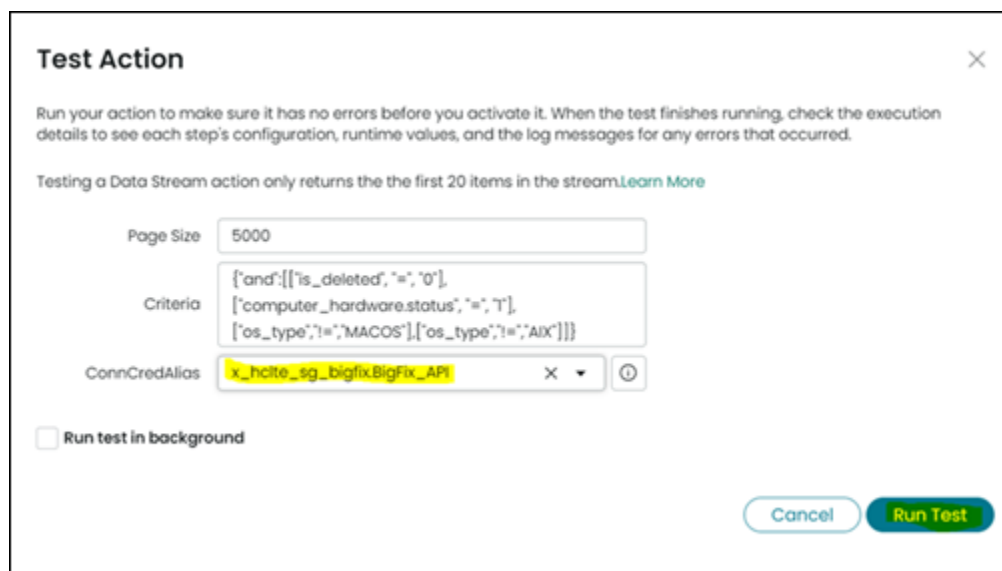 Test Action
Run your action to make sure it has no errors before you activate it. When the test finishes running, check the execution
details to see each step's configuration, runtime values, and the log messages for any errors that occurred.
Testing a Data Stream action only returns the the first 20 items in the stream.Learn More
Page Size 5000
Criteria {"and":[["is_deleted", "=", "0"],
["computer_hardware.status", "=", "1"],
["os_type","!=","MACOS"],["os_type","!=","AIX"]]}
ConnCredAlias x_hclte_sg_bigfix.BigFix_API
Run test in background
Cancel Run Test